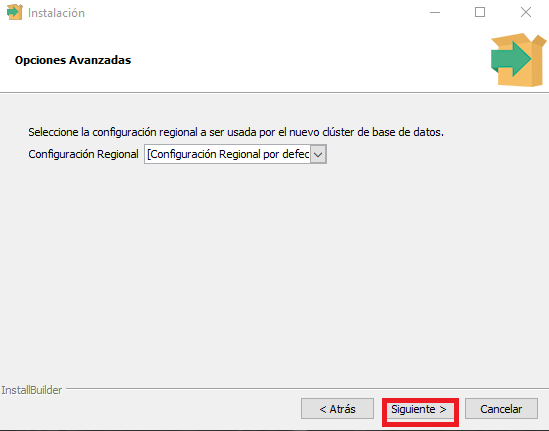 Instalación
Opciones Avanzadas
Seleccione la configuración regional a ser usada por el nuevo clúster de base de datos.
Configuración Regional [Configuración Regional por defec
InstallBuilder
< Atrás Siguiente > Cancelar